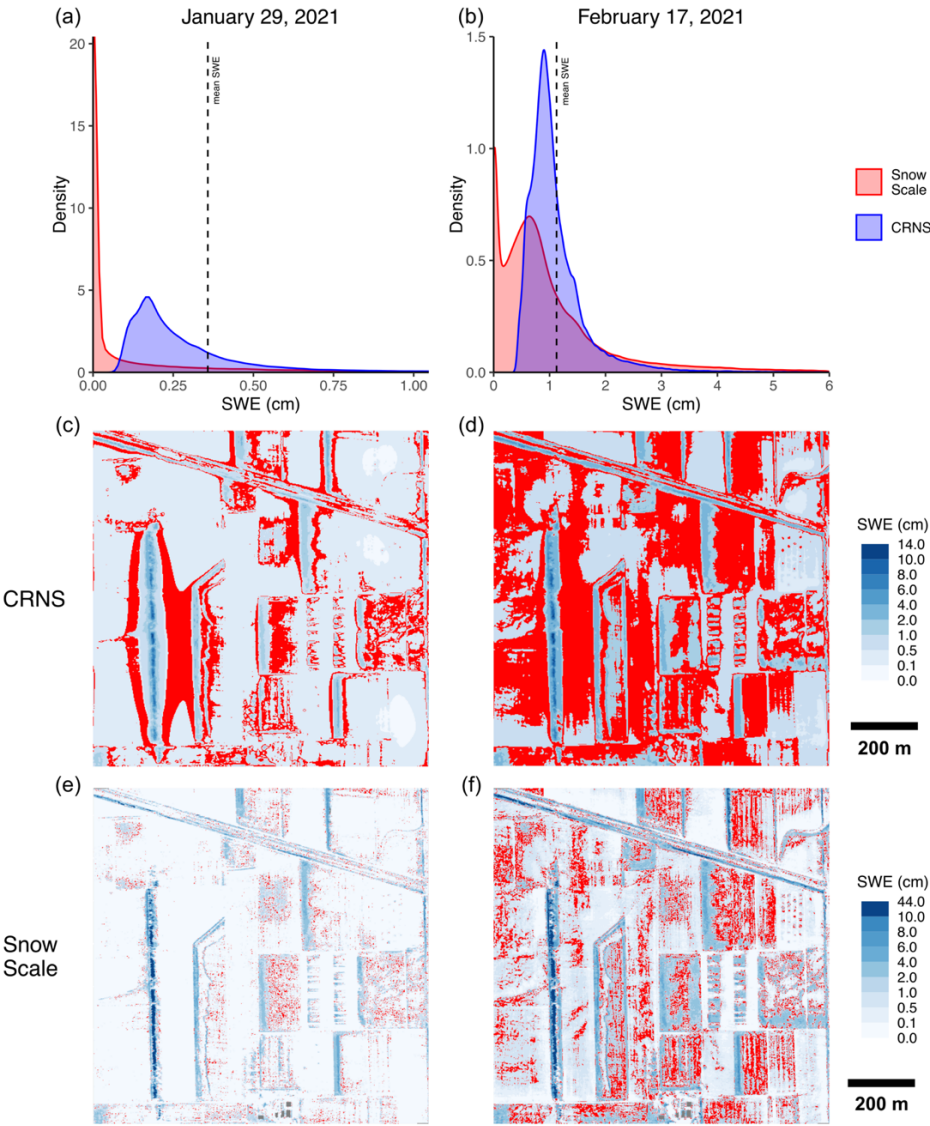 (a)
January 29, 2021
20
15
10
5
0
Density
mean SWE
0.00
0.25
0.50
0.75
1.00
SWE (cm)
(b)
February 17, 2021
1.5
1.0
0.5
0.0
Density
mean SWE
0
1
2
3
4
5
6
SWE (cm)
Snow
Scale
CRNS
(c)
(d)
CRNS
SWE (cm)
14.0
10.0
8.0
6.0
4.0
2.0
1.0
0.5
0.1
0.0
200 m
(e)
(f)
Snow
Scale
SWE (cm)
44.0
10.0
8.0
6.0
4.0
2.0
1.0
0.5
0.1
0.0
200 m